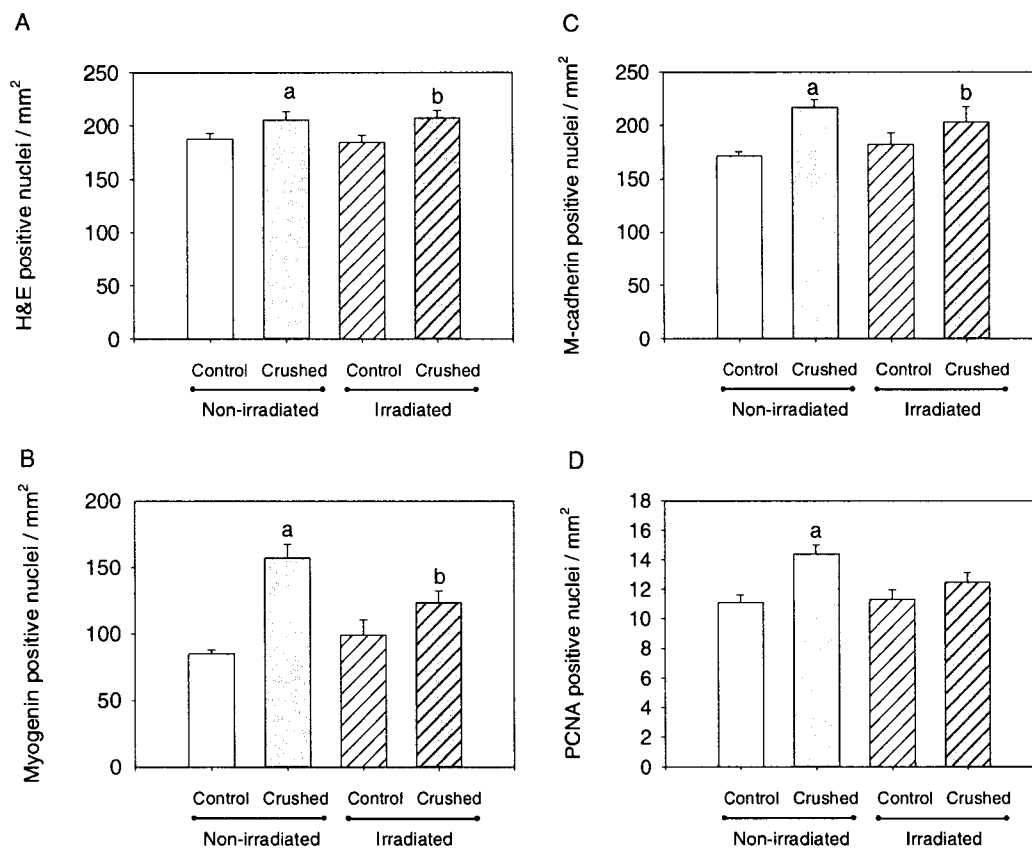 A
H&E positive nuclei / mm²
250
200
150
100
50
0
a
b
Control Crushed Control Crushed
Non-irradiated Irradiated
C
M-cadherin positive nuclei / mm²
250
200
150
100
50
0
a
b
Control Crushed Control Crushed
Non-irradiated Irradiated
B
Myogenin positive nuclei / mm²
200
150
100
50
0
a
b
Control Crushed Control Crushed
Non-irradiated Irradiated
D
PCNA positive nuclei / mm²
18
16
14
12
10
8
6
4
2
0
a
Control Crushed Control Crushed
Non-irradiated Irradiated